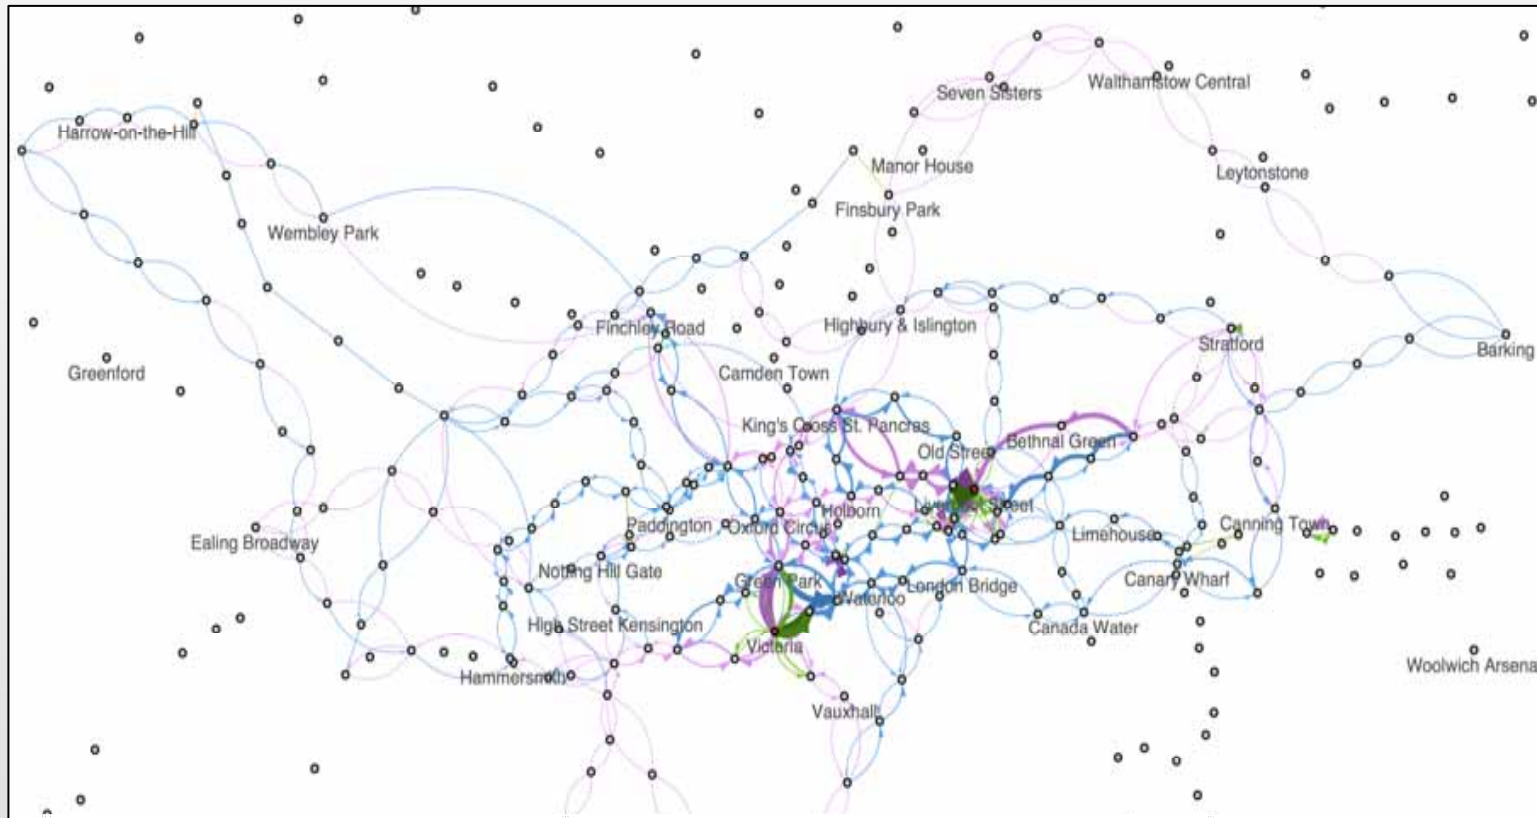 Walthamstow Central
Seven Sisters
Harrow-on-the-Hill
Manor House
Leytonstone
Finsbury Park
Wembley Park
Highbury & Islington
Finchley Road
Stratford
Barking
Greenford
Camden Town
King's Cross St. Pancras
Bethnal Green
Old Street
Liverpool Street
Holborn
Paddington
Oxford Circus
Limehouse
Canning Town
Ealing Broadway
Notting Hill Gate
Green Park
Canary Wharf
London Bridge
Waterloo
High Street Kensington
Canada Water
Victoria
Woolwich Arsena
Hammersmith
Vauxhall